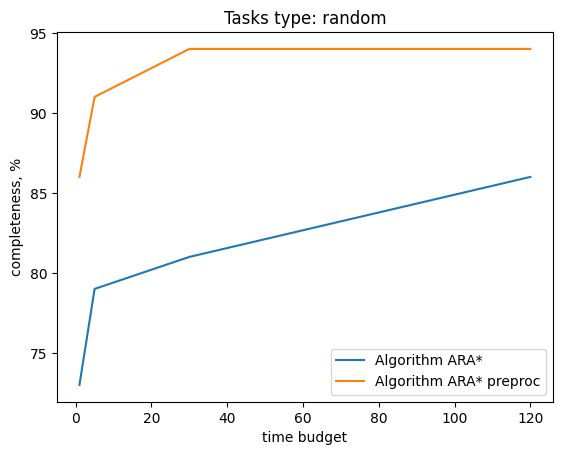 Tasks type: random
95
90
85
80
75
completeness, %
0 20 40 60 80 100 120
time budget
Algorithm ARA*
Algorithm ARA* preproc